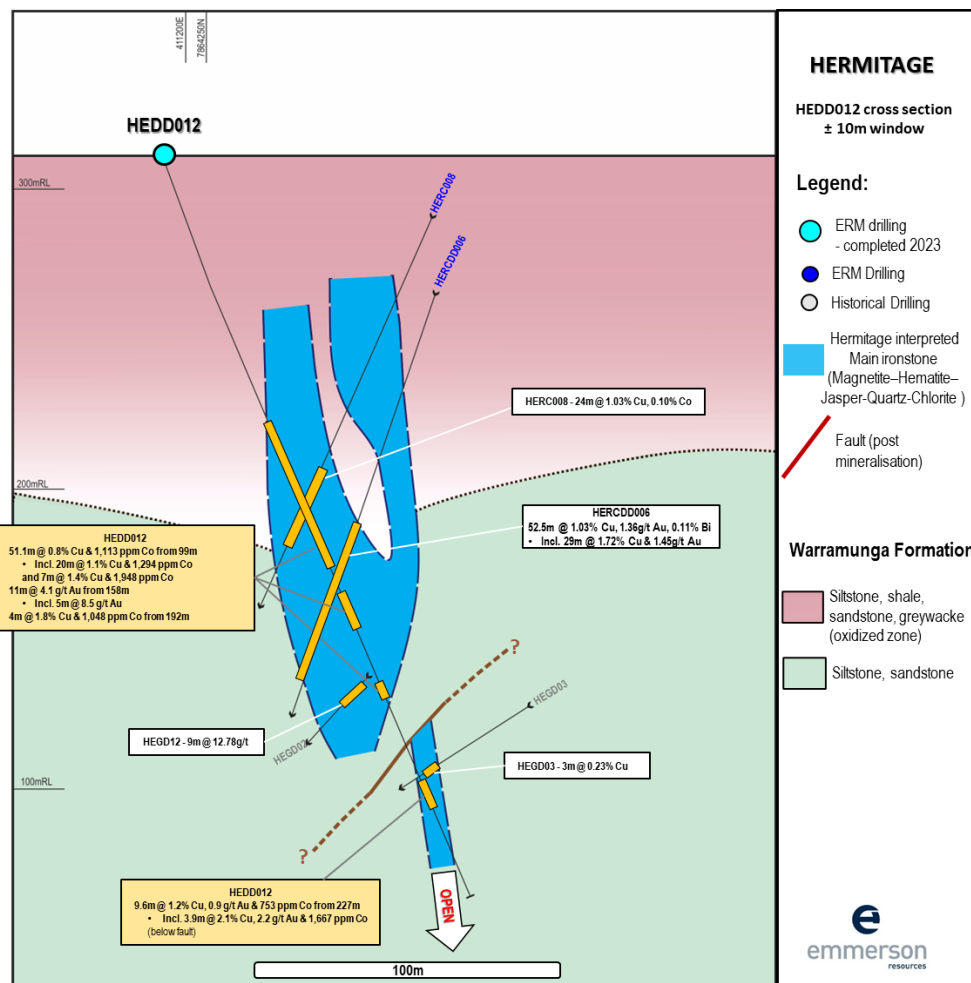 411200E
7864250N
HEDD012
300mRL
HERC008
HERCDD006
HERC008 - 24m @ 1.03% Cu, 0.10% Co
200mRL
HERCDD006
52.5m @ 1.03% Cu, 1.36g/t Au, 0.11% Bi
• Incl. 29m @ 1.72% Cu & 1.45g/t Au
HEDD012
51.1m @ 0.8% Cu & 1,113 ppm Co from 99m
• Incl. 20m @ 1.1% Cu & 1,294 ppm Co
and 7m @ 1.4% Cu & 1,948 ppm Co
11m @ 4.1 g/t Au from 158m
• Incl. 5m @ 8.5 g/t Au
4m @ 1.8% Cu & 1,048 ppm Co from 192m
?
HEGD03
HEGD12 - 9m @ 12.78g/t
HEGD02
HEGD03 - 3m @ 0.23% Cu
100mRL
?
HEDD012
9.6m @ 1.2% Cu, 0.9 g/t Au & 753 ppm Co from 227m
• Incl. 3.9m @ 2.1% Cu, 2.2 g/t Au & 1,667 ppm Co
(below fault)
OPEN
100m
HERMITAGE
HEDD012 cross section
± 10m window
Legend:
ERM drilling
- completed 2023
ERM Drilling
Historical Drilling
Hermitage interpreted
Main ironstone
(Magnetite–Hematite–
Jasper-Quartz-Chlorite )
Fault (post
mineralisation)
Warramunga Formation
Siltstone, shale,
sandstone, greywacke
(oxidized zone)
Siltstone, sandstone
emmerson
resources